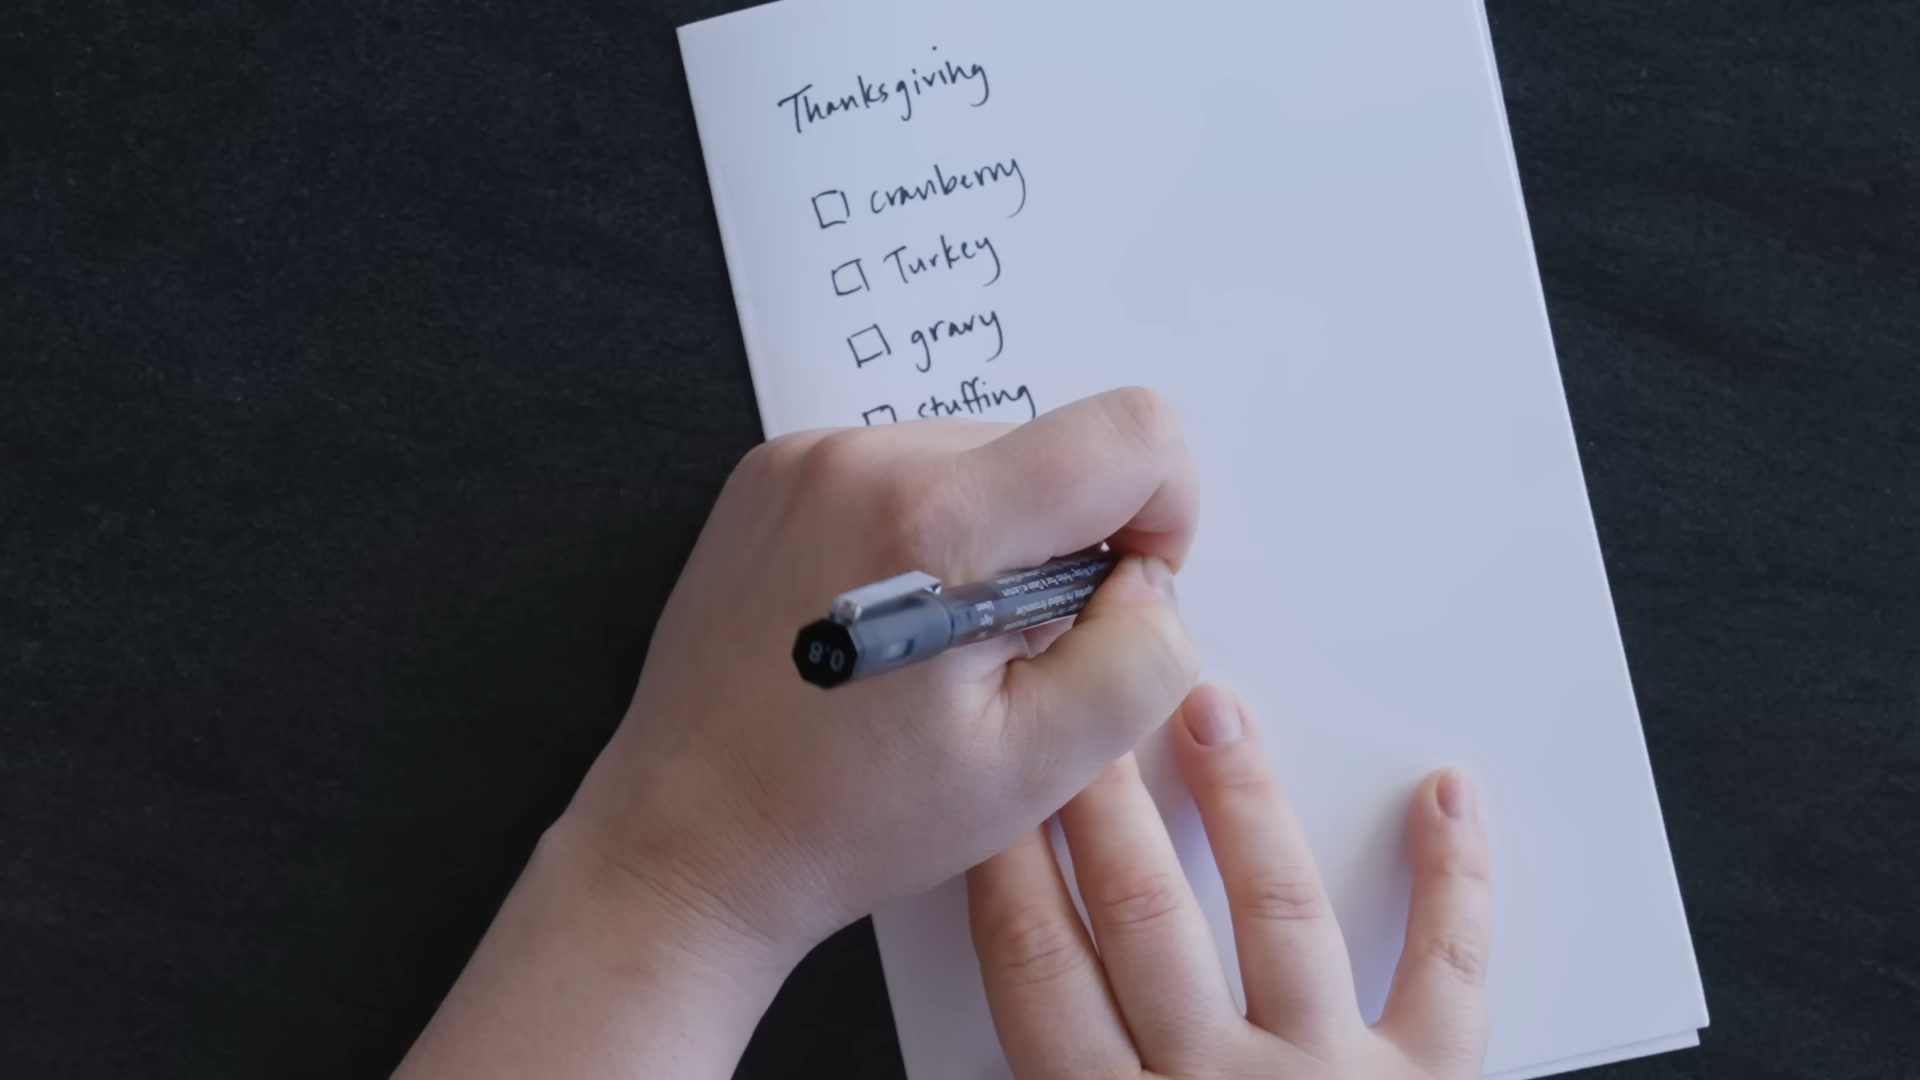 Thanksgiving
cranberry
Turkey
gravy
stuffing
0.8